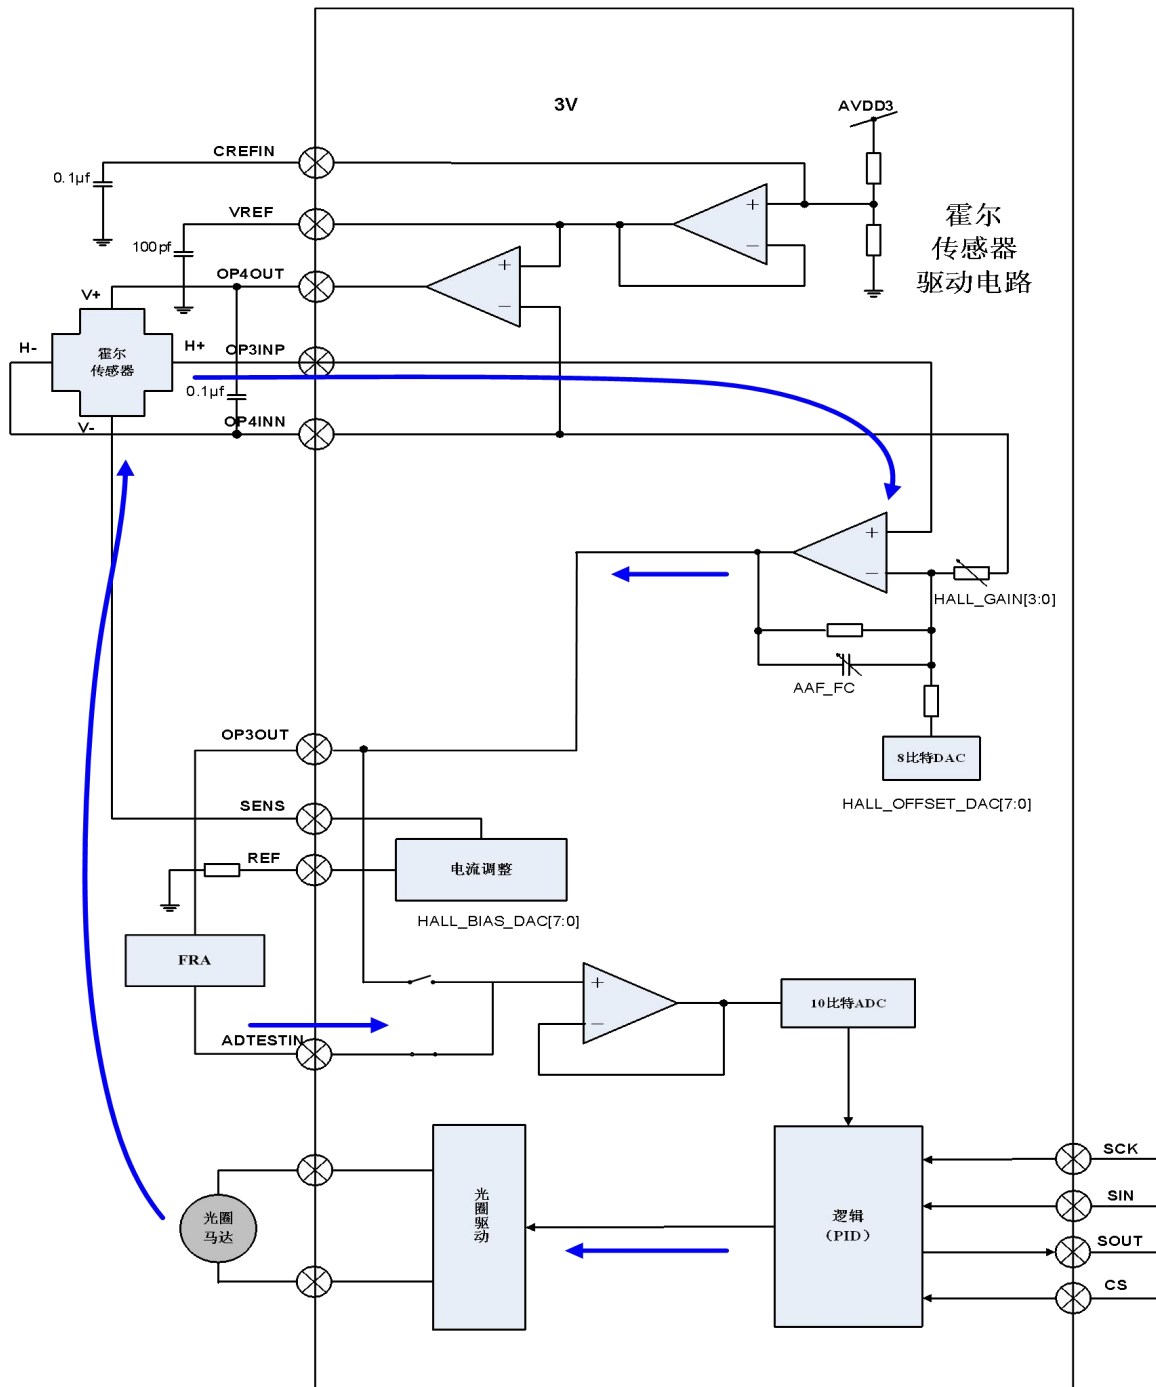 3V
AVDD3
CREFIN
0.1μf
VREF
100pf
霍尔
传感器
驱动电路
OP4OUT
V+
H-
霍尔
传感器
H+
OP3INP
0.1μf
V-
OP4INN
HALL_GAIN[3:0]
AAF_FC
OP3OUT
8比特DAC
HALL_OFFSET_DAC[7:0]
SENS
REF
电流调整
HALL_BIAS_DAC[7:0]
FRA
10比特ADC
ADTESTIN
光圈
马达
光圈驱动
逻辑
（PID）
SCK
SIN
SOUT
CS